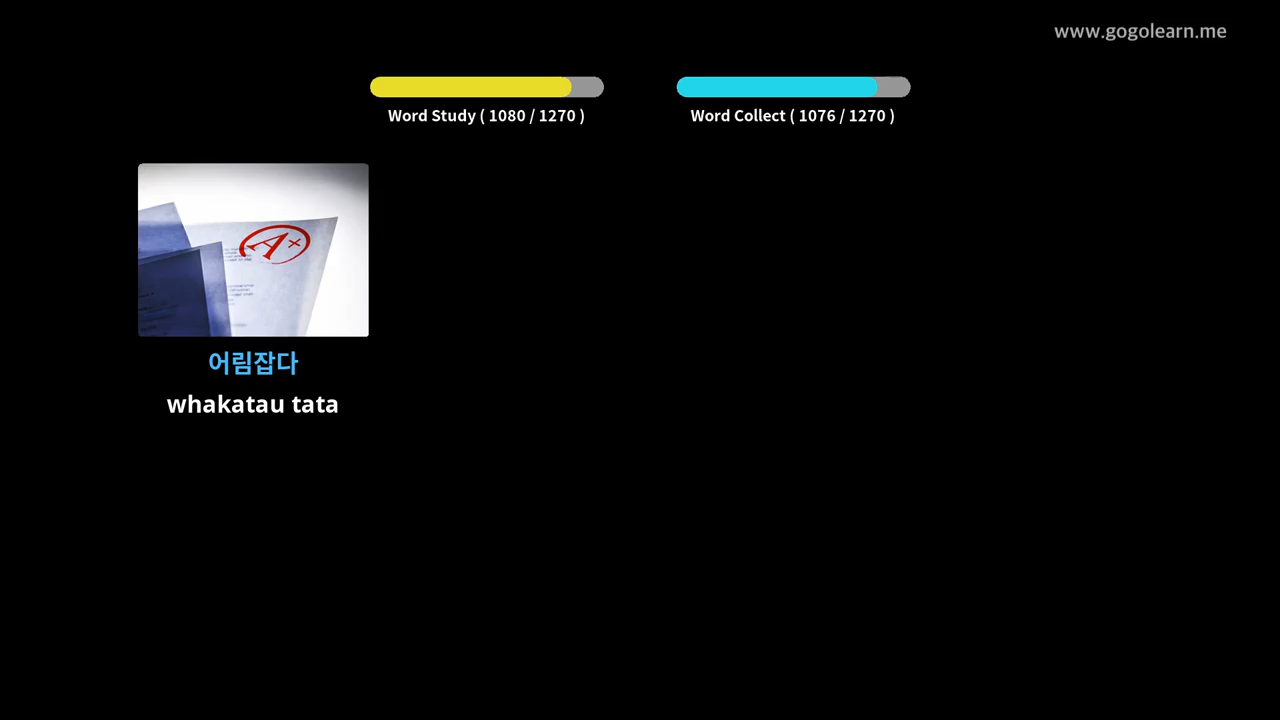 www.gogolearn.me
Word Study ( 1080 / 1270 )
Word Collect ( 1076 / 1270 )
A+
어림잡다
whakatau tata